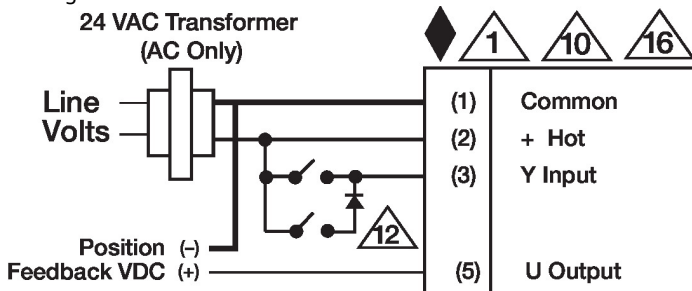 24 VAC Transformer
(AC Only)
1 10 16
Line
Volts
(1) Common
(2) + Hot
(3) Y Input
12
Position (–)
Feedback VDC (+)
(5) U Output